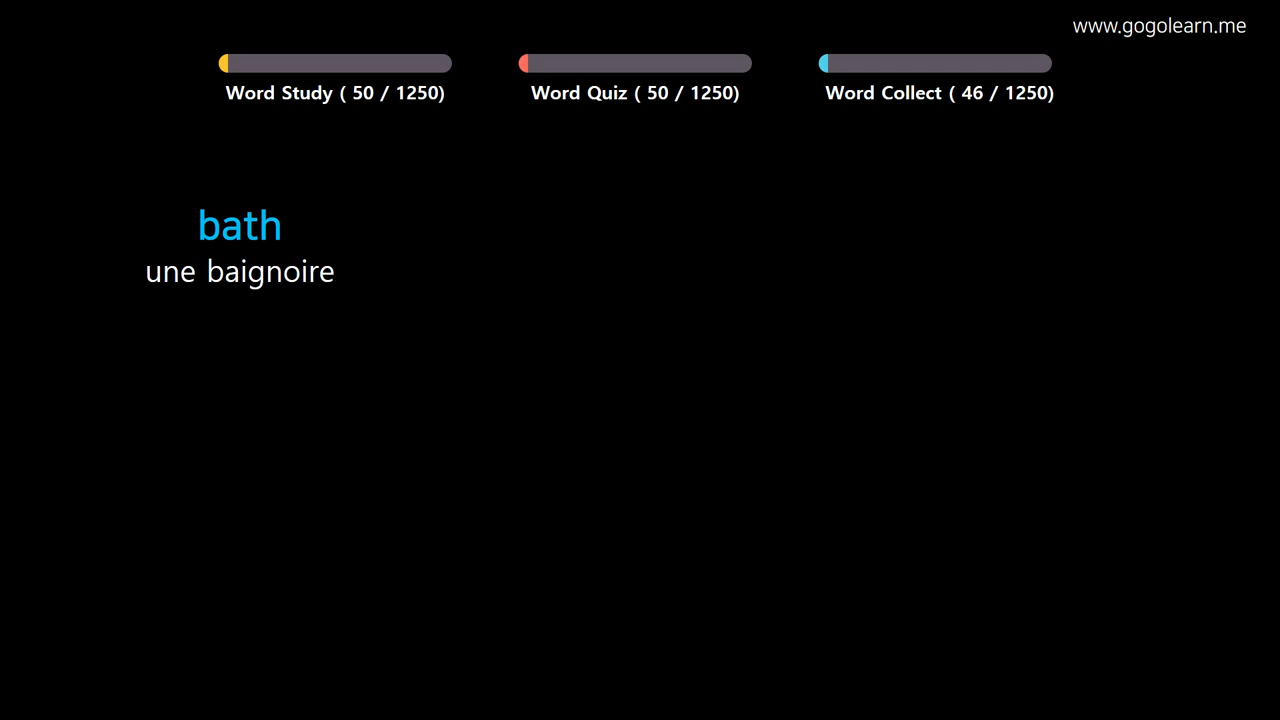 www.gogolearn.me
Word Study ( 50 / 1250)
Word Quiz ( 50 / 1250)
Word Collect ( 46 / 1250)
bath
une baignoire